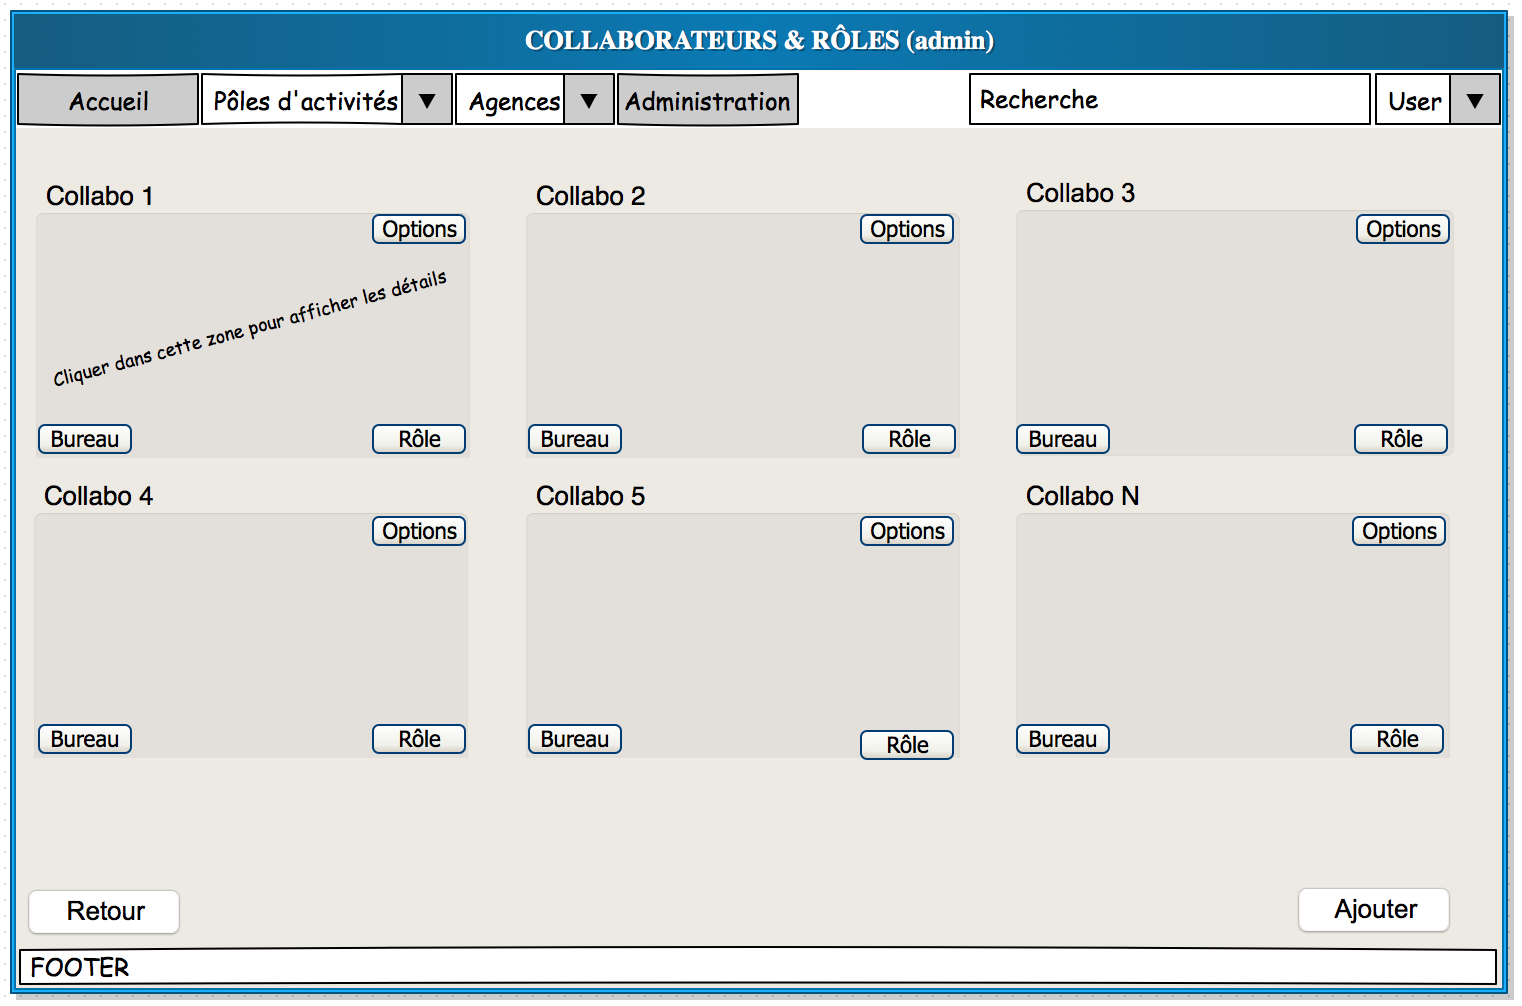 COLLABORATEURS & RÔLES (admin)
Accueil Pôles d'activités Agences Administration Recherche User
Collabo 1 Collabo 2 Collabo 3
Options Options Options
Cliquer dans cette zone pour afficher les détails
Bureau Rôle Bureau Rôle Bureau Rôle
Collabo 4 Collabo 5 Collabo N
Options Options Options
Bureau Rôle Bureau Rôle Bureau Rôle
Retour Ajouter
FOOTER